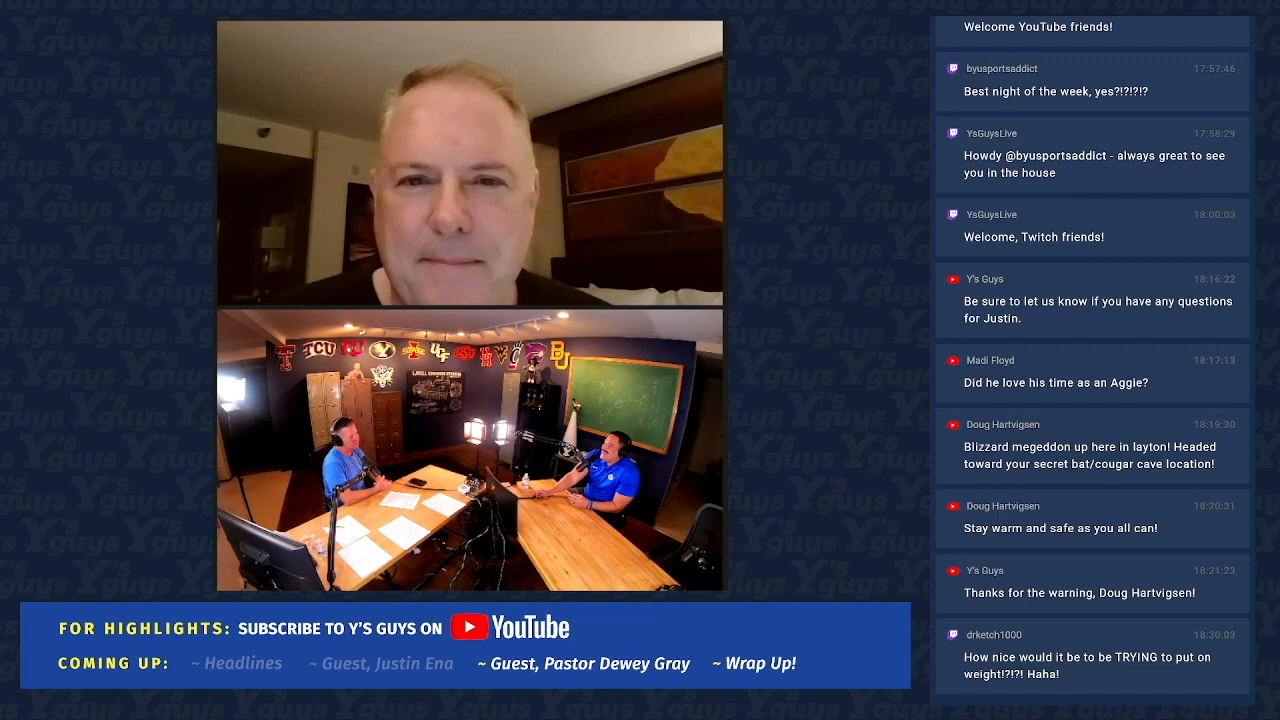 Welcome YouTube friends!
byusportsaddict 17:57:46
Best night of the week, yes?!?!?!?
YsGuysLive 17:58:29
Howdy @byusportsaddict - always great to see
you in the house
YsGuysLive 18:00:03
Welcome, Twitch friends!
Y's Guys 18:16:22
Be sure to let us know if you have any questions
for Justin.
Madi Floyd 18:17:13
Did he love his time as an Aggie?
Doug Hartvigsen 18:19:30
Blizzard megeddon up here in layton! Headed
toward your secret bat/cougar cave location!
Doug Hartvigsen 18:20:31
Stay warm and safe as you all can!
Y's Guys 18:21:23
Thanks for the warning, Doug Hartvigsen!
drketch1000 18:30:03
How nice would it be to be TRYING to put on
weight!?!?! Haha!
TCU KU Y UCF OSU H WV C BU
LAVELL EDWARDS STADIUM
FOR HIGHLIGHTS: SUBSCRIBE TO Y'S GUYS ON YouTube
COMING UP: ~ Headlines ~ Guest, Justin Ena ~ Guest, Pastor Dewey Gray ~ Wrap Up!